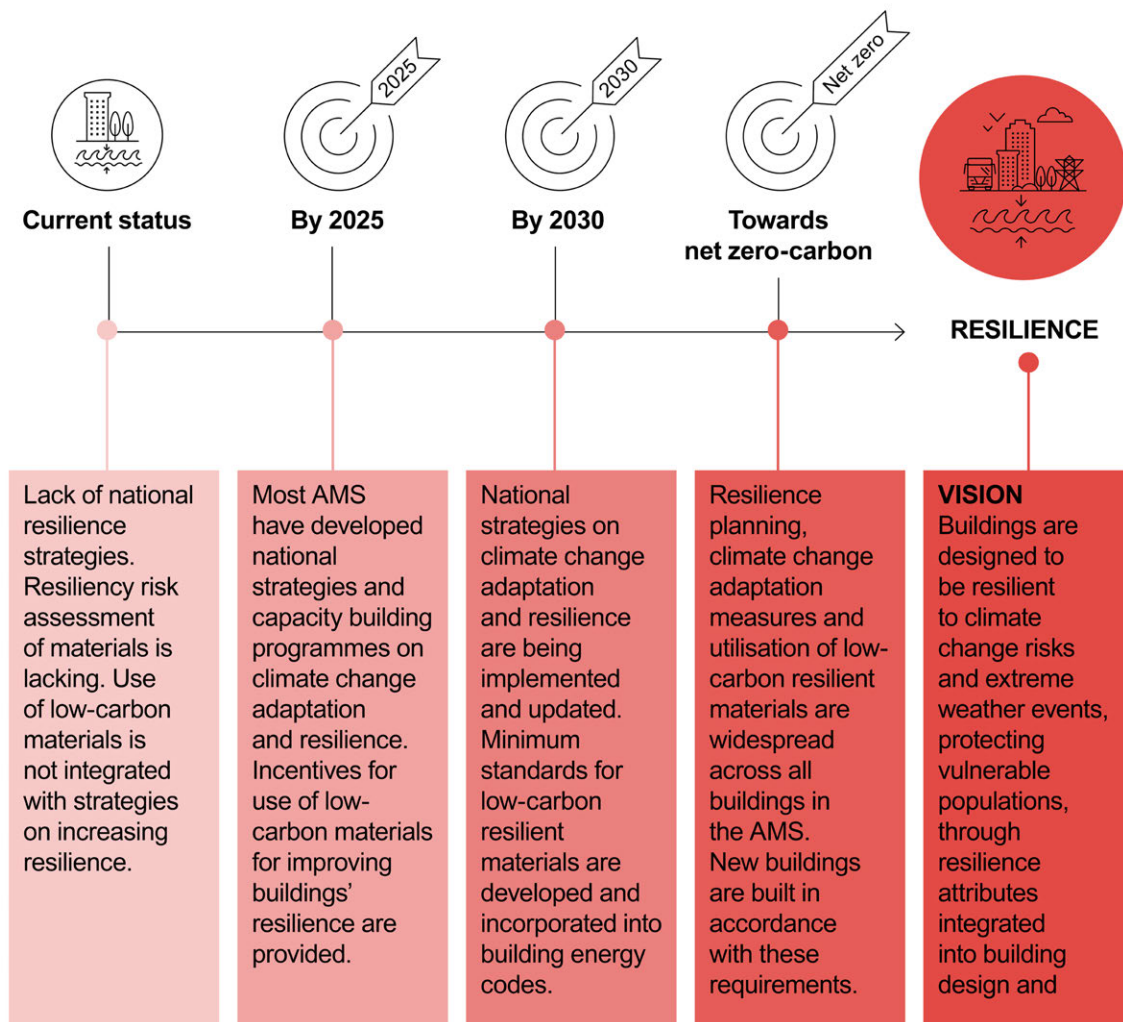 2025
2030
Net zero
Current status
By 2025
By 2030
Towards
net zero-carbon
RESILIENCE
Lack of national
resilience
strategies.
Resiliency risk
assessment
of materials is
lacking. Use
of low-carbon
materials is
not integrated
with strategies
on increasing
resilience.
Most AMS
have developed
national
strategies and
capacity building
programmes on
climate change
adaptation
and resilience.
Incentives for
use of low-
carbon materials
for improving
buildings’
resilience are
provided.
National
strategies on
climate change
adaptation
and resilience
are being
implemented
and updated.
Minimum
standards for
low-carbon
resilient
materials are
developed and
incorporated into
building energy
codes.
Resilience
planning,
climate change
adaptation
measures and
utilisation of low-
carbon resilient
materials are
widespread
across all
buildings in
the AMS.
New buildings
are built in
accordance
with these
requirements.
VISION
Buildings are
designed to
be resilient
to climate
change risks
and extreme
weather events,
protecting
vulnerable
populations,
through
resilience
attributes
integrated
into building
design and